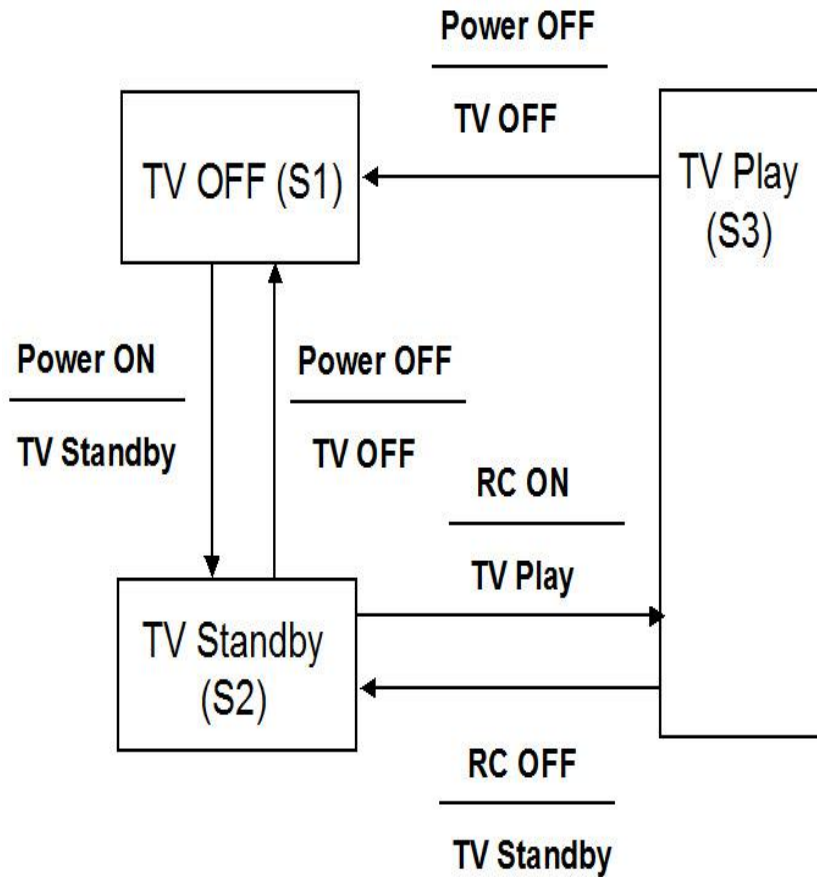 Power OFF
TV OFF
TV OFF (S1)
TV Play
(S3)
Power ON
TV Standby
Power OFF
TV OFF
RC ON
TV Play
TV Standby
(S2)
RC OFF
TV Standby